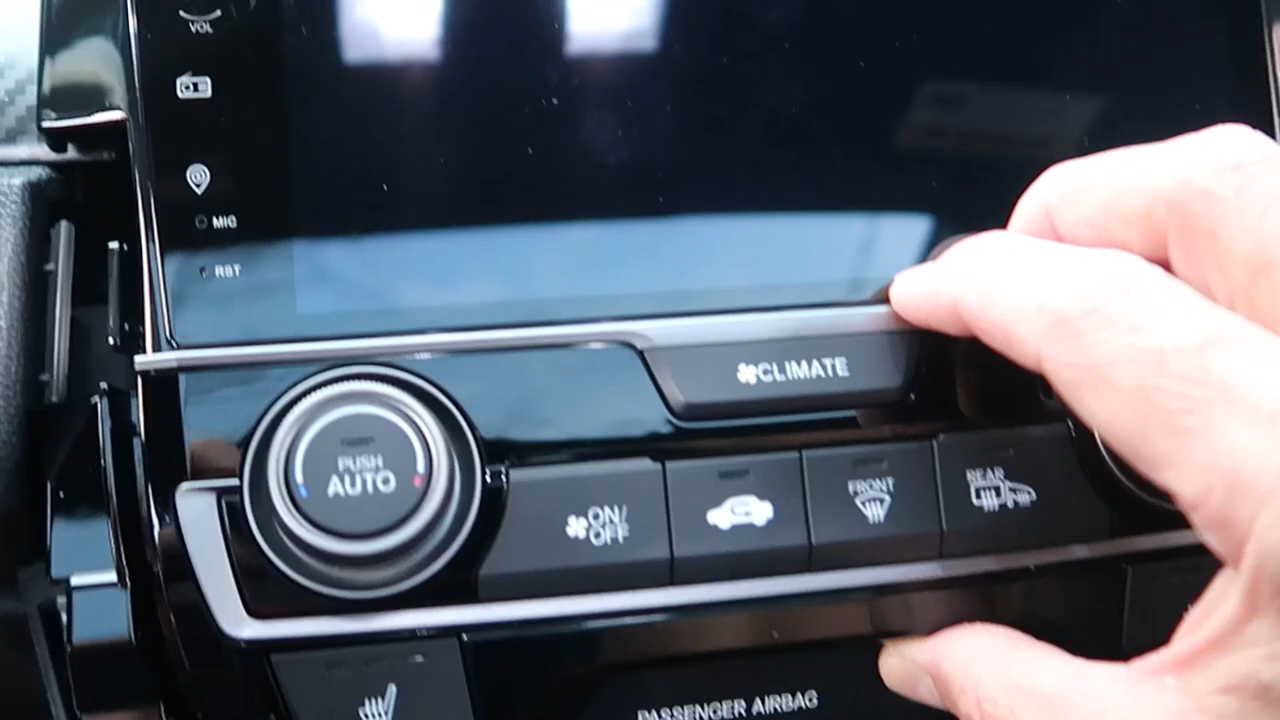 VOL
MIC
RST
CLIMATE
PUSH
AUTO
ON/
OFF
FRONT
REAR
PASSENGER AIRBAG